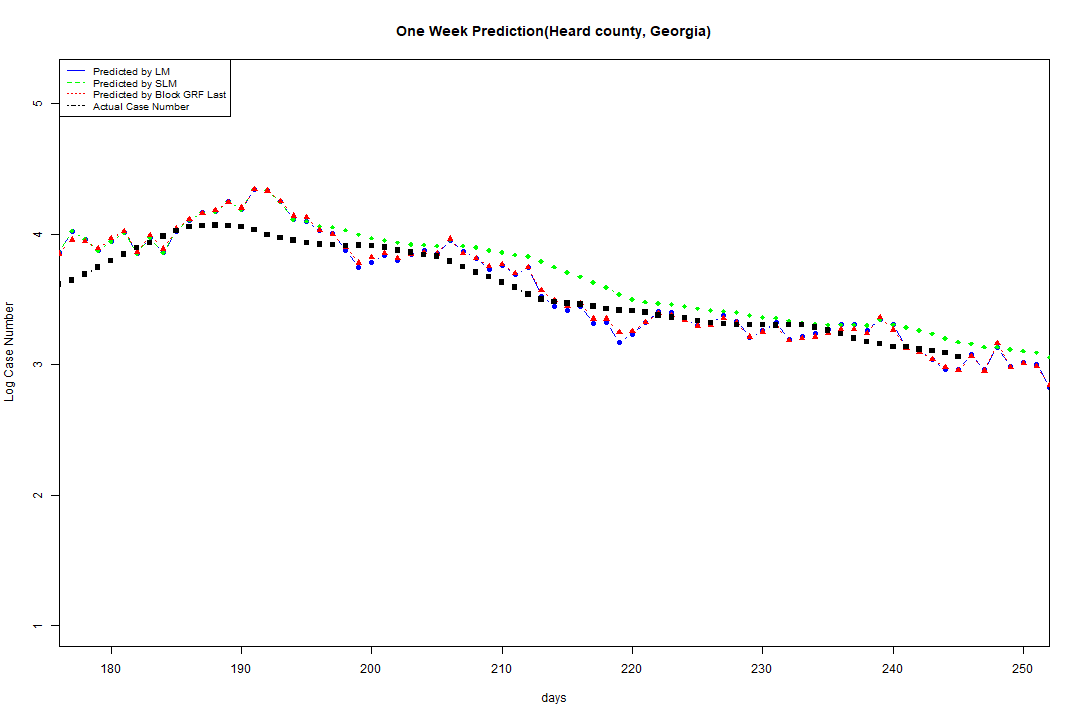 One Week Prediction(Heard county, Georgia)
Predicted by LM
Predicted by SLM
Predicted by Block GRF Last
Actual Case Number
5
4
3
2
1
Log Case Number
180 190 200 210 220 230 240 250
days